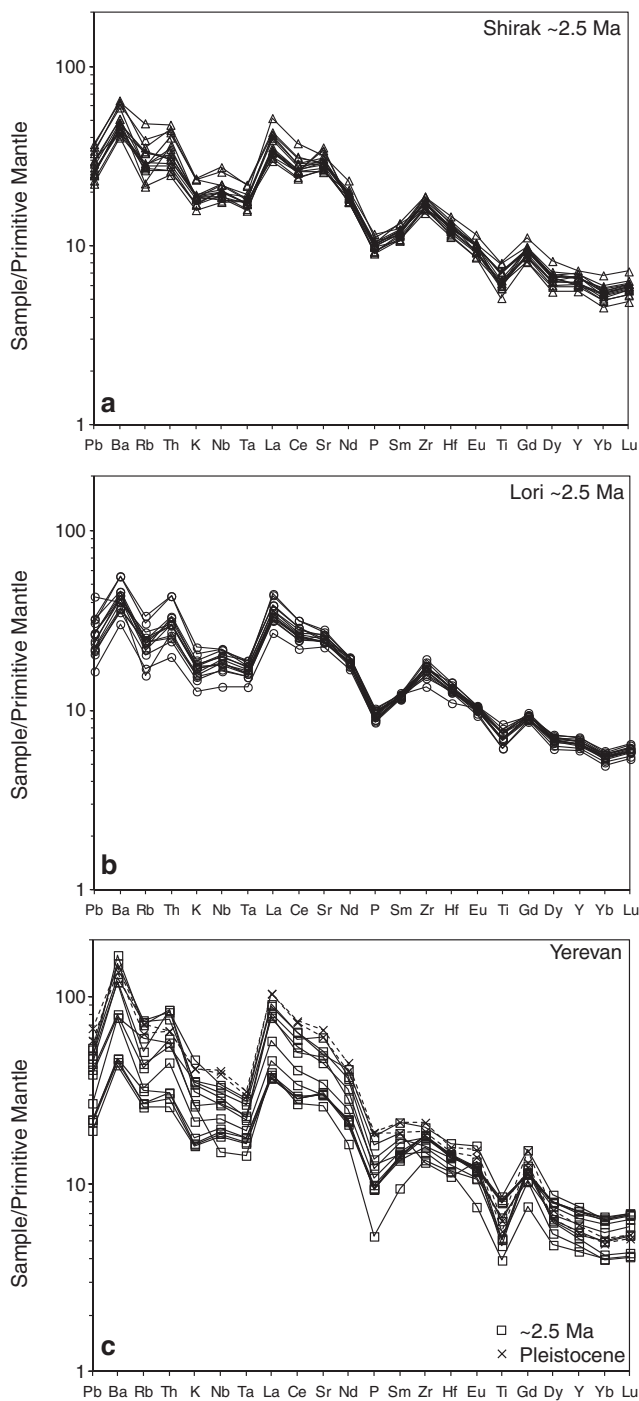 Shirak ~2.5 Ma
100
10
1
Sample/Primitive Mantle
a
Pb Ba Rb Th K Nb Ta La Ce Sr Nd P Sm Zr Hf Eu Ti Gd Dy Y Yb Lu
Lori ~2.5 Ma
100
10
1
Sample/Primitive Mantle
b
Pb Ba Rb Th K Nb Ta La Ce Sr Nd P Sm Zr Hf Eu Ti Gd Dy Y Yb Lu
Yerevan
100
10
1
Sample/Primitive Mantle
~2.5 Ma
Pleistocene
c
Pb Ba Rb Th K Nb Ta La Ce Sr Nd P Sm Zr Hf Eu Ti Gd Dy Y Yb Lu